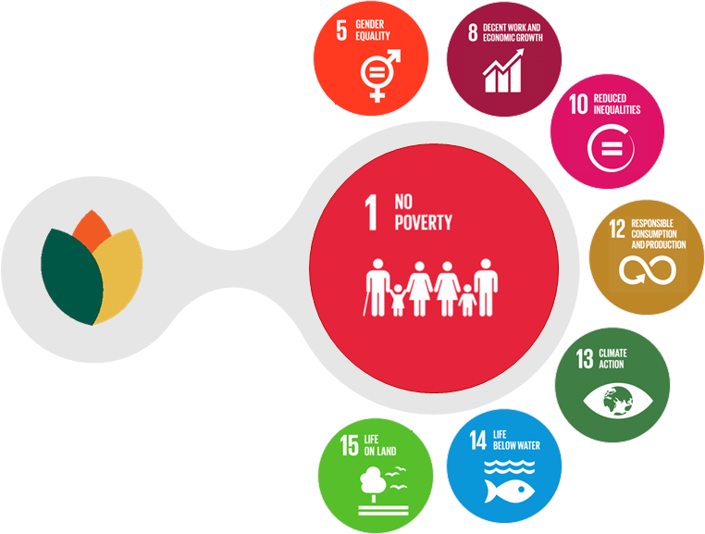 5 GENDER
EQUALITY
8 DECENT WORK AND
ECONOMIC GROWTH
10 REDUCED
INEQUALITIES
1 NO
POVERTY
12 RESPONSIBLE
CONSUMPTION
AND PRODUCTION
13 CLIMATE
ACTION
14 LIFE
BELOW WATER
15 LIFE
ON LAND